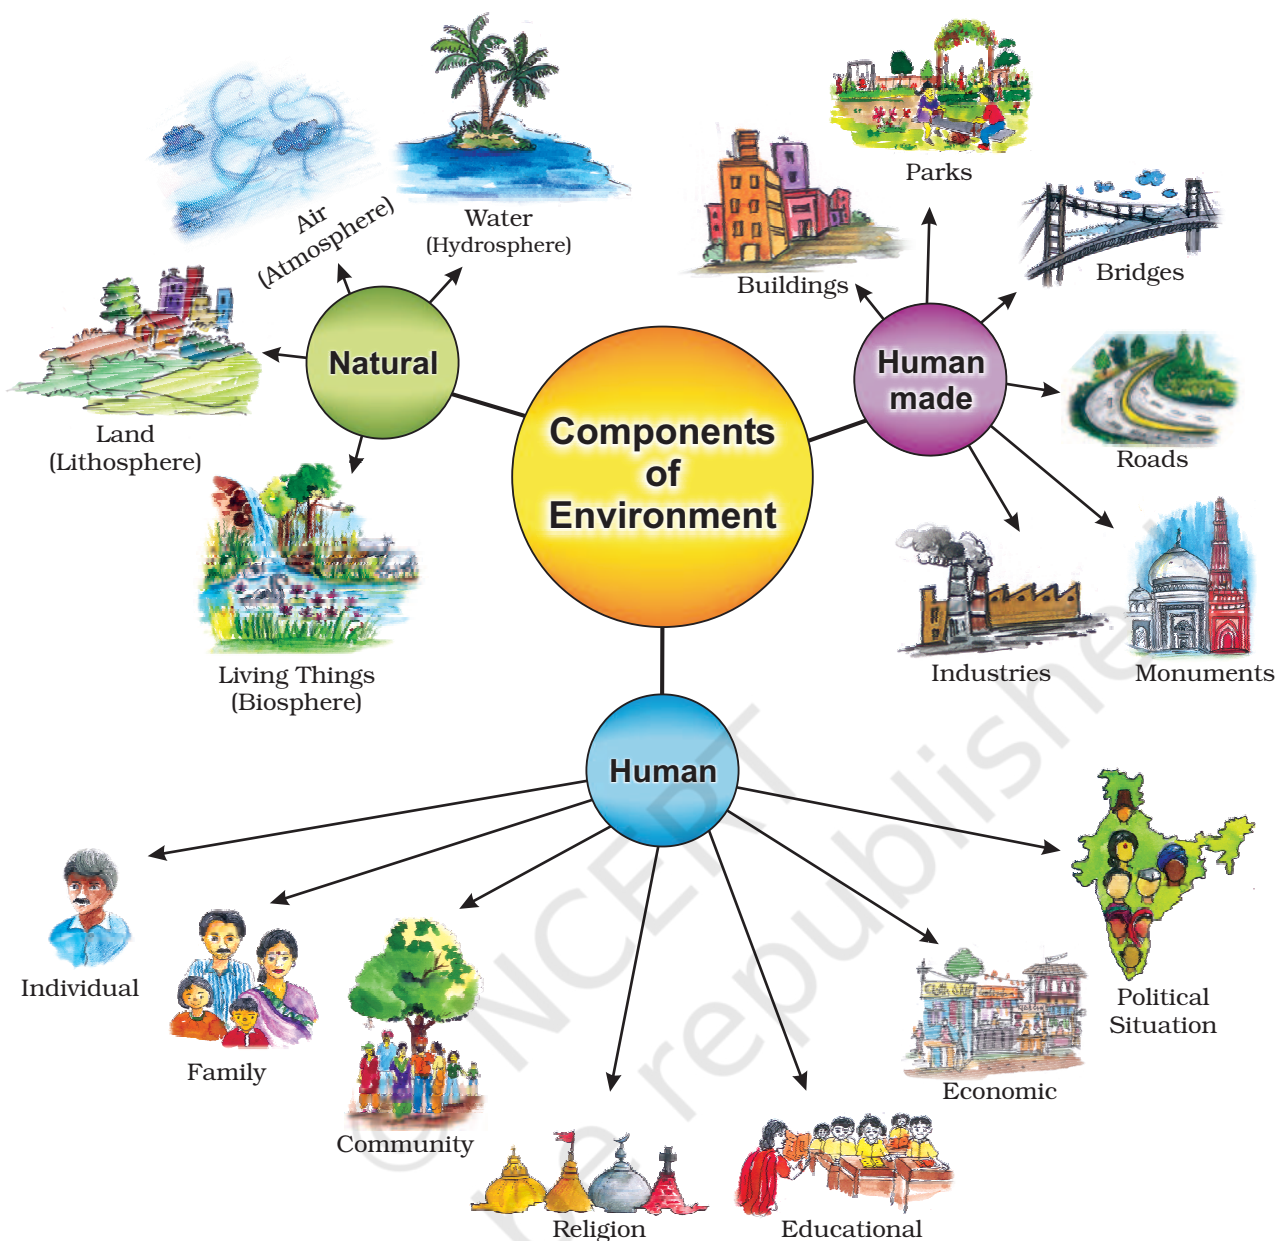 Components
of
Environment
Natural
Air
(Atmosphere)
Water
(Hydrosphere)
Land
(Lithosphere)
Living Things
(Biosphere)
Human
made
Buildings
Parks
Bridges
Roads
Industries
Monuments
Human
Individual
Family
Community
Religion
Educational
Economic
Political
Situation
© NCERT
be republished